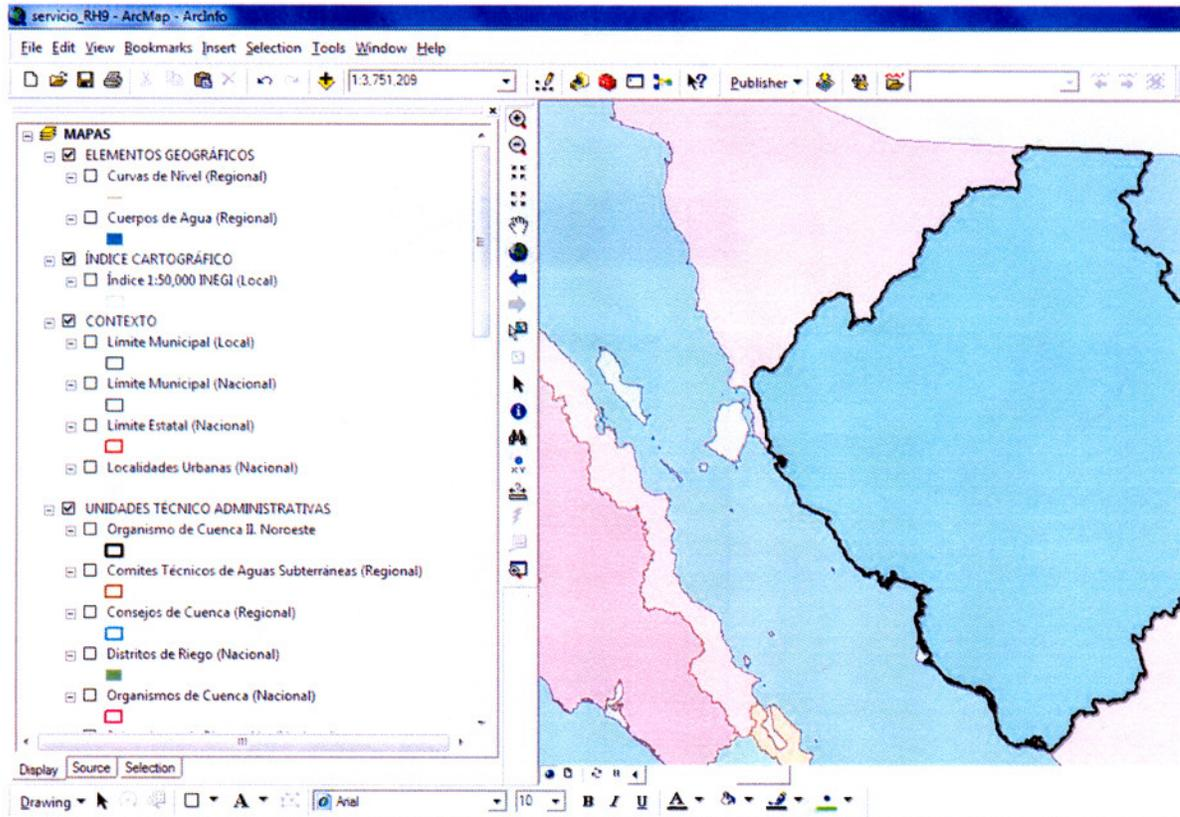 servicio_RH9 - ArcMap - ArcInfo
File Edit View Bookmarks Insert Selection Tools Window Help
1:3,751,209
Publisher
MAPAS
ELEMENTOS GEOGRÁFICOS
Curvas de Nivel (Regional)
Cuerpos de Agua (Regional)
ÍNDICE CARTOGRÁFICO
Índice 1:50,000 INEGI (Local)
CONTEXTO
Límite Municipal (Local)
Límite Municipal (Nacional)
Límite Estatal (Nacional)
Localidades Urbanas (Nacional)
UNIDADES TÉCNICO ADMINISTRATIVAS
Organismo de Cuenca II. Noroeste
Comites Técnicos de Aguas Subterráneas (Regional)
Consejos de Cuenca (Regional)
Distritos de Riego (Nacional)
Organismos de Cuenca (Nacional)
Display Source Selection
Drawing A Arial 10 B I U A